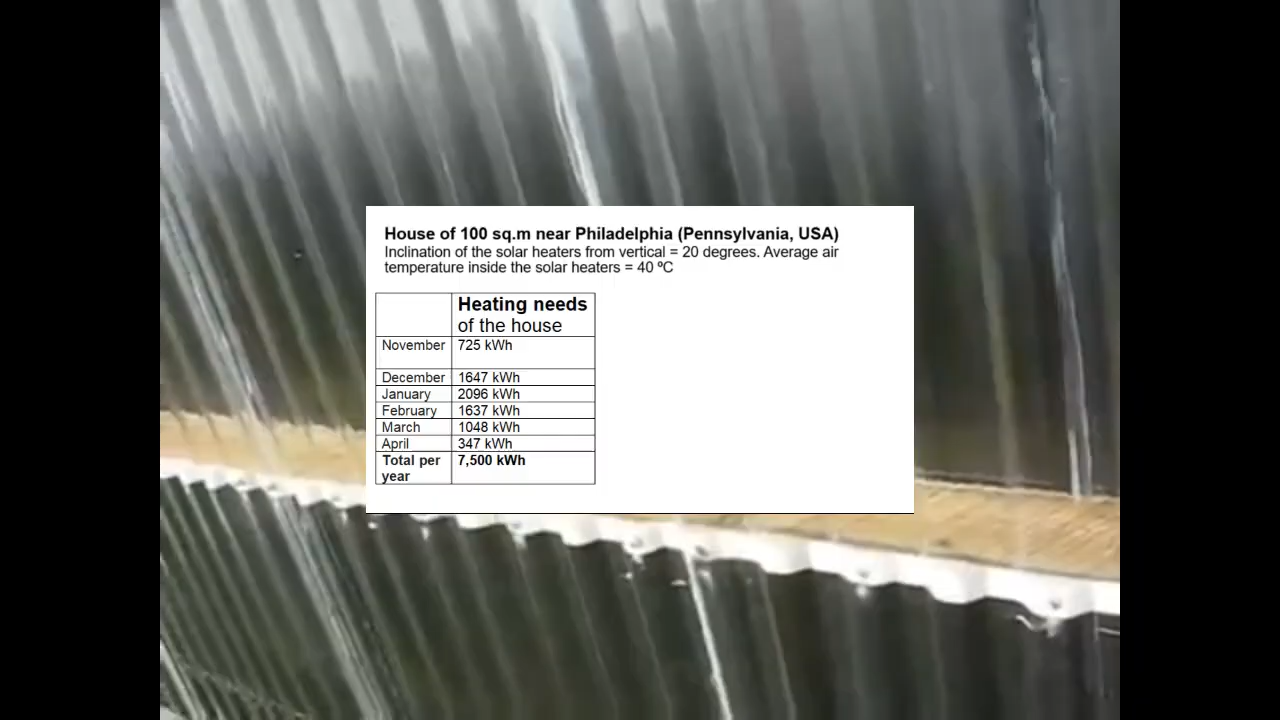 House of 100 sq.m near Philadelphia (Pennsylvania, USA)
Inclination of the solar heaters from vertical = 20 degrees. Average air
temperature inside the solar heaters = 40 ºC
Heating needs
of the house
November 725 kWh
December 1647 kWh
January 2096 kWh
February 1637 kWh
March 1048 kWh
April 347 kWh
Total per 7,500 kWh
year